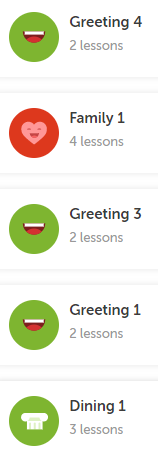 Greeting 4
2 lessons
Family 1
4 lessons
Greeting 3
2 lessons
Greeting 1
2 lessons
Dining 1
3 lessons